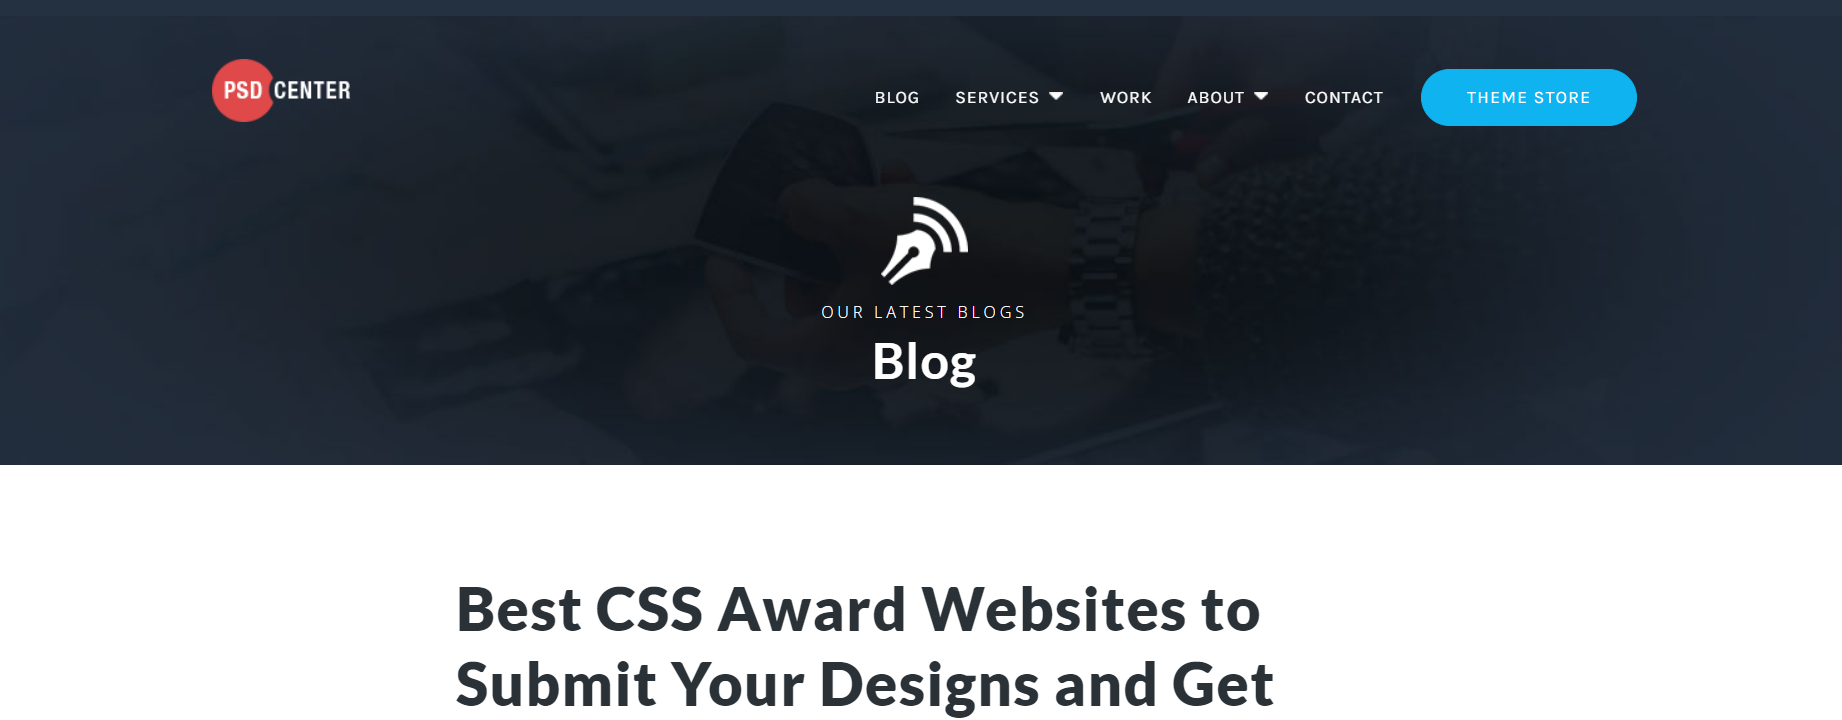 PSD CENTER
BLOG SERVICES WORK ABOUT CONTACT THEME STORE
OUR LATEST BLOGS
Blog
Best CSS Award Websites to
Submit Your Designs and Get